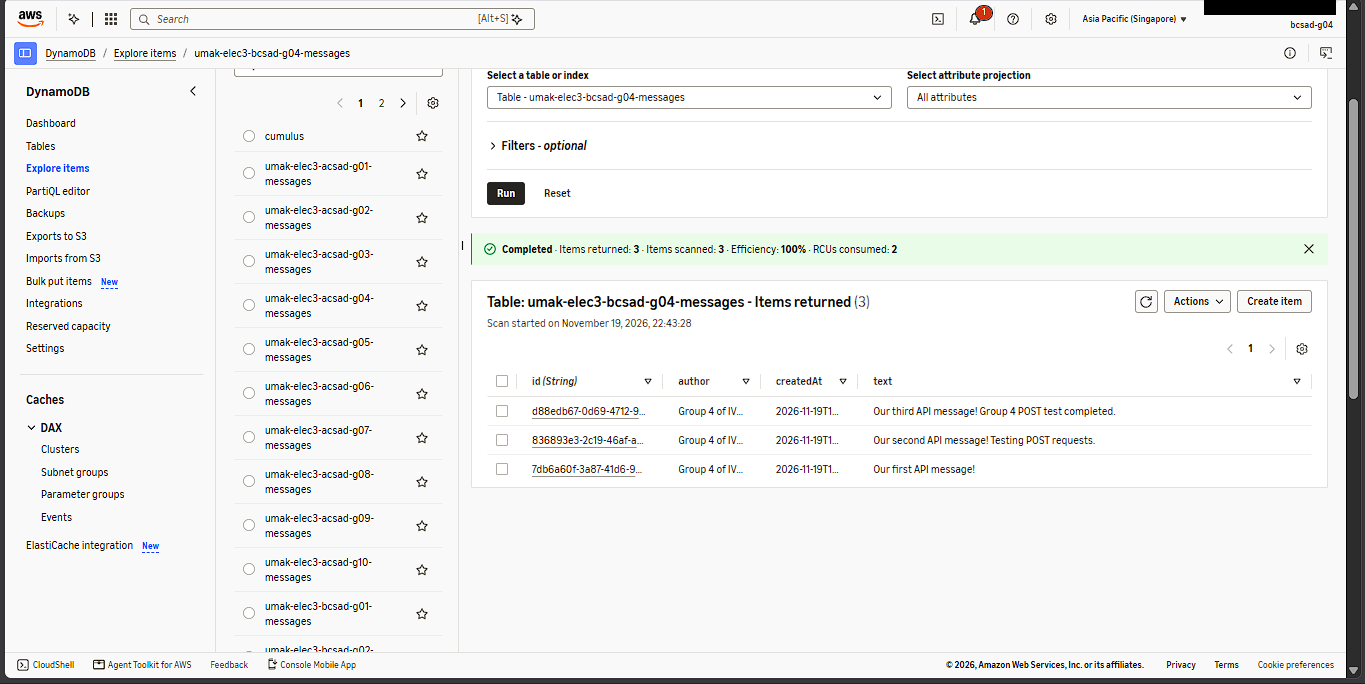 aws
Search
[Alt+S]
1
Asia Pacific (Singapore)
bcsad-g04
DynamoDB / Explore items / umak-elec3-bcsad-g04-messages
DynamoDB
Dashboard
Tables
Explore items
PartiQL editor
Backups
Exports to S3
Imports from S3
Bulk put items New
Integrations
Reserved capacity
Settings
Caches
DAX
Clusters
Subnet groups
Parameter groups
Events
ElastiCache integration New
1 2
cumulus
umak-elec3-acsad-g01-
messages
umak-elec3-acsad-g02-
messages
umak-elec3-acsad-g03-
messages
umak-elec3-acsad-g04-
messages
umak-elec3-acsad-g05-
messages
umak-elec3-acsad-g06-
messages
umak-elec3-acsad-g07-
messages
umak-elec3-acsad-g08-
messages
umak-elec3-acsad-g09-
messages
umak-elec3-acsad-g10-
messages
umak-elec3-bcsad-g01-
messages
umak-elec3-bcsad-g02-
Select a table or index
Table - umak-elec3-bcsad-g04-messages
Select attribute projection
All attributes
Filters - optional
Run
Reset
Completed · Items returned: 3 · Items scanned: 3 · Efficiency: 100% · RCUs consumed: 2
Table: umak-elec3-bcsad-g04-messages - Items returned (3)
Scan started on November 19, 2026, 22:43:28
Actions
Create item
1
id (String) author createdAt text
d88edb67-0d69-4712-9... Group 4 of IV... 2026-11-19T1... Our third API message! Group 4 POST test completed.
836893e3-2c19-46af-a... Group 4 of IV... 2026-11-19T1... Our second API message! Testing POST requests.
7db6a60f-3a87-41d6-9... Group 4 of IV... 2026-11-19T1... Our first API message!
CloudShell
Agent Toolkit for AWS
Feedback
Console Mobile App
© 2026, Amazon Web Services, Inc. or its affiliates.
Privacy
Terms
Cookie preferences